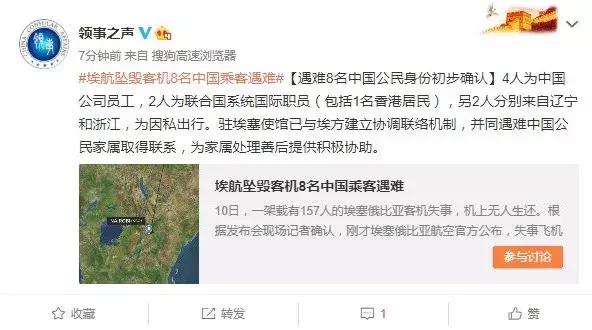 领事之声
7分钟前 来自 搜狗高速浏览器
#埃航坠毁客机8名中国乘客遇难#【遇难8名中国公民身份初步确认】4人为中国
公司员工，2人为联合国系统国际职员（包括1名香港居民），另2人分别来自辽宁
和浙江，为因私出行。驻埃塞使馆已与埃方建立协调联络机制，并同遇难中国公
民家属取得联系，为家属处理善后提供积极协助。
埃航坠毁客机8名中国乘客遇难
10日，一架载有157人的埃塞俄比亚客机失事，机上无人生还。根
据发布会现场记者确认，刚才埃塞俄比亚航空官方公布，失事飞机
参与讨论
收藏
转发
1
赞